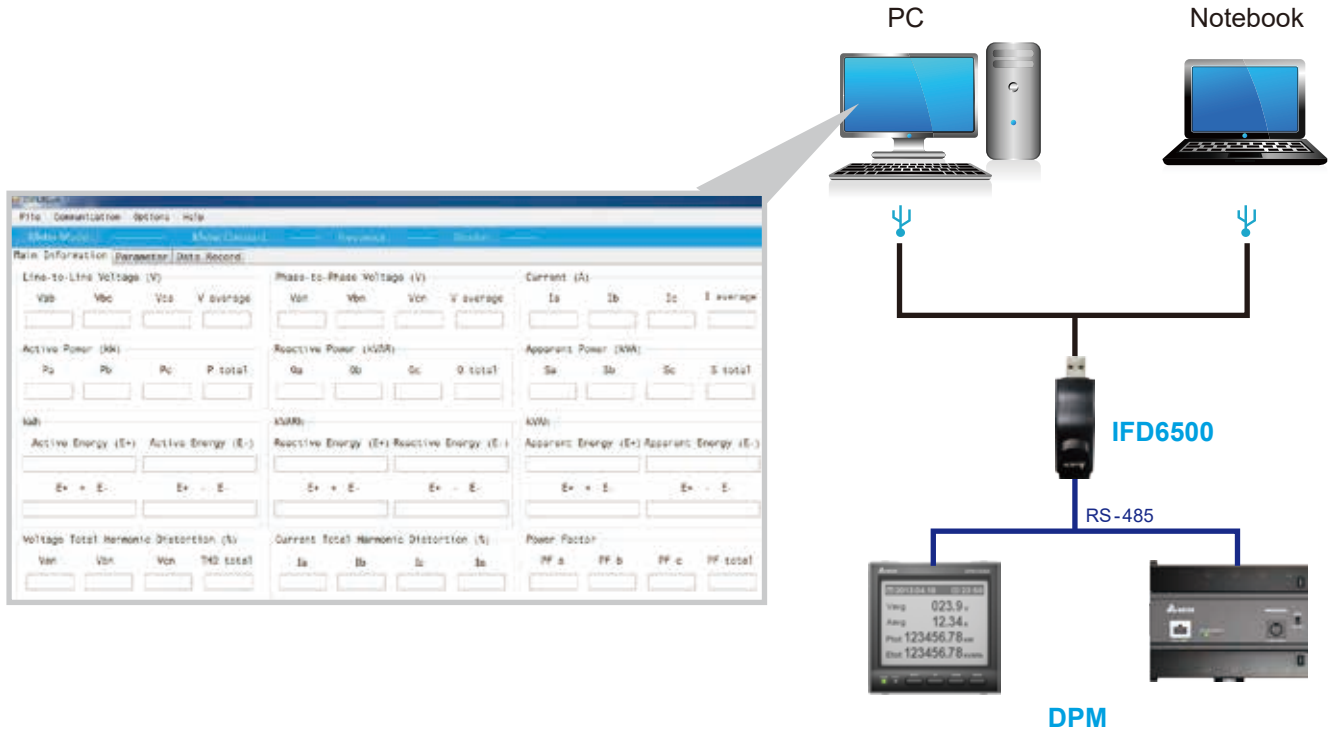 PC
Notebook
File Communication Options Help
Main Information Parameter Data Record
Line-to-Line Voltage (V) Phase-to-Phase Voltage (V) Current (A)
Vab Vbc Vca V average Van Vbn Vcn V average Ia Ib Ic I average
Active Power (kW) Reactive Power (kVAR) Apparent Power (kVA)
Pa Pb Pc P total Qa Qb Qc Q total Sa Sb Sc S total
kWh kVARh kVAh
Active Energy (E+) Active Energy (E-) Reactive Energy (E+) Reactive Energy (E-) Apparent Energy (E+) Apparent Energy (E-)
E+ + E- E+ - E- E+ + E- E+ - E- E+ + E- E+ - E-
Voltage Total Harmonic Distortion (%) Current Total Harmonic Distortion (%) Power Factor
Van Vbn Vcn THD total Ia Ib Ic In PF a PF b PF c PF total
IFD6500
RS-485
Vavg 023.9 V
Aavg 12.34 A
Ptot 123456.78 kW
Etot 123456.78
DPM